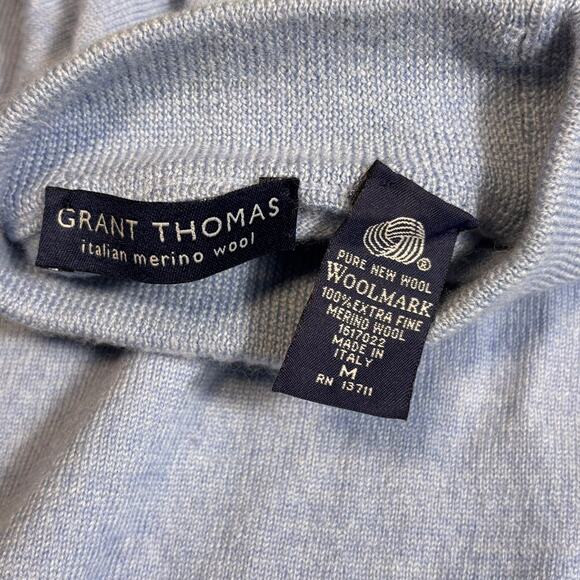 GRANT THOMAS
italian merino wool
®
PURE NEW WOOL
WOOLMARK
100% EXTRA FINE
MERINO WOOL
1617022
MADE IN
ITALY
M
RN 13711